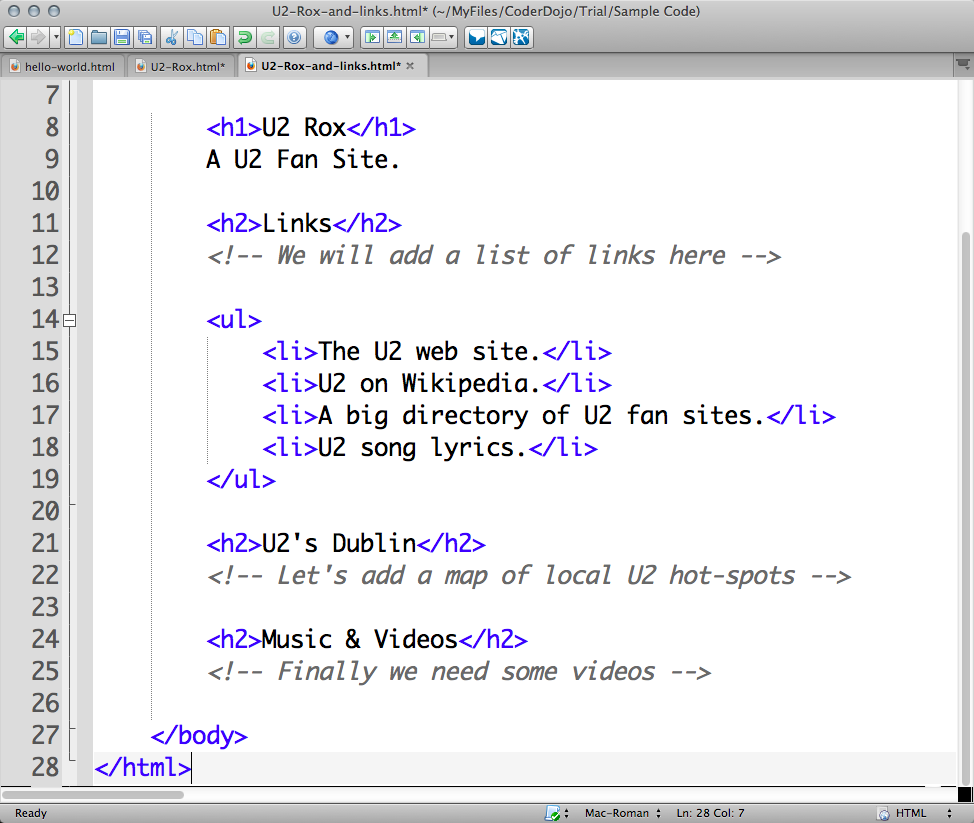 U2-Rox-and-links.html* (~/MyFiles/CoderDojo/Trial/Sample Code)
hello-world.html U2-Rox.html* U2-Rox-and-links.html*
7
8 <h1>U2 Rox</h1>
9 A U2 Fan Site.
10
11 <h2>Links</h2>
12 <!-- We will add a list of links here -->
13
14 <ul>
15 <li>The U2 web site.</li>
16 <li>U2 on Wikipedia.</li>
17 <li>A big directory of U2 fan sites.</li>
18 <li>U2 song lyrics.</li>
19 </ul>
20
21 <h2>U2's Dublin</h2>
22 <!-- Let's add a map of local U2 hot-spots -->
23
24 <h2>Music & Videos</h2>
25 <!-- Finally we need some videos -->
26
27 </body>
28 </html>
Ready Mac-Roman Ln: 28 Col: 7 HTML